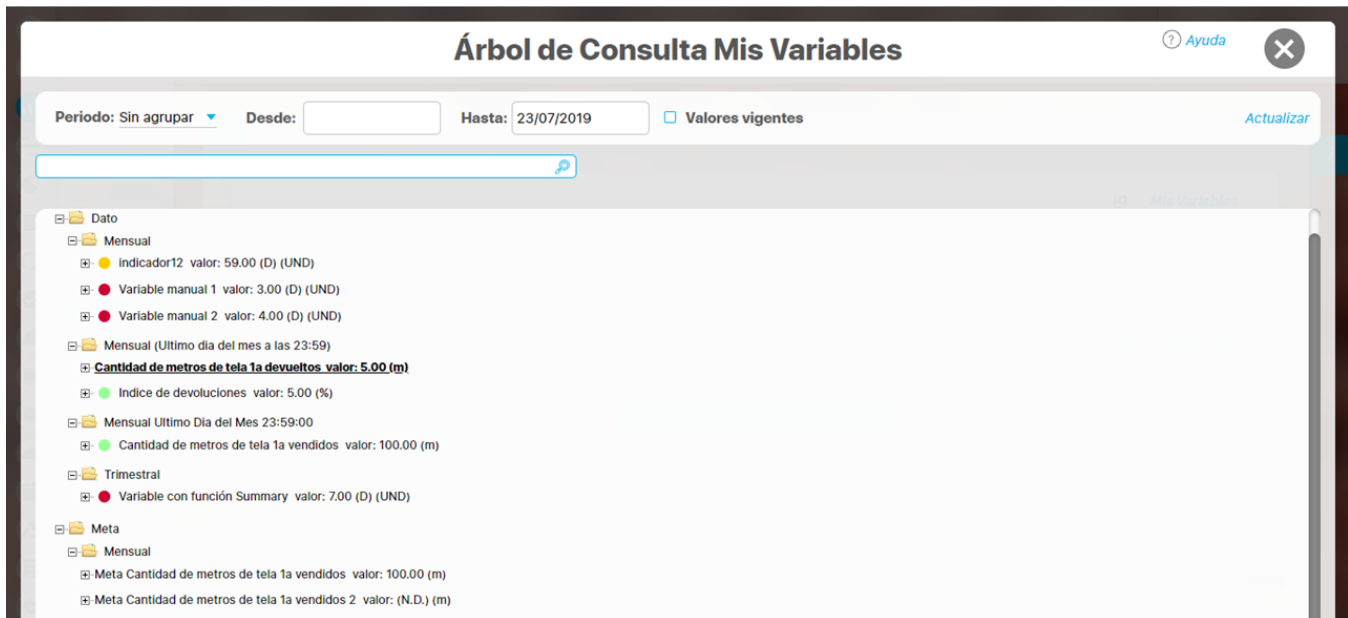 Árbol de Consulta Mis Variables
? Ayuda
Periodo: Sin agrupar Desde: Hasta: 23/07/2019 Valores vigentes Actualizar
Mis Variables
Dato
Mensual
indicador12 valor: 59.00 (D) (UND)
Variable manual 1 valor: 3.00 (D) (UND)
Variable manual 2 valor: 4.00 (D) (UND)
Mensual (Ultimo dia del mes a las 23:59)
Cantidad de metros de tela 1a devueltos valor: 5.00 (m)
Indice de devoluciones valor: 5.00 (%)
Mensual Ultimo Dia del Mes 23:59:00
Cantidad de metros de tela 1a vendidos valor: 100.00 (m)
Trimestral
Variable con función Summary valor: 7.00 (D) (UND)
Meta
Mensual
Meta Cantidad de metros de tela 1a vendidos valor: 100.00 (m)
Meta Cantidad de metros de tela 1a vendidos 2 valor: (N.D.) (m)